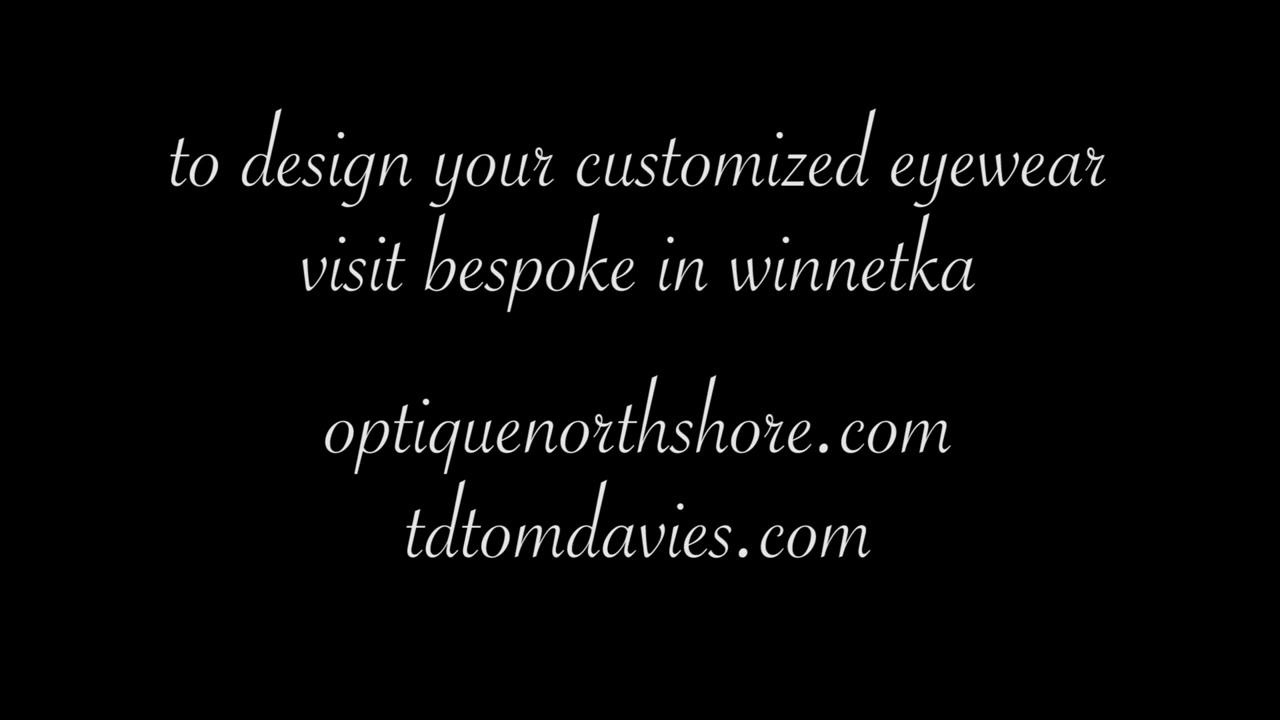 to design your customized eyewear
visit bespoke in winnetka
optiquenorthshore.com
tdtomdavies.com